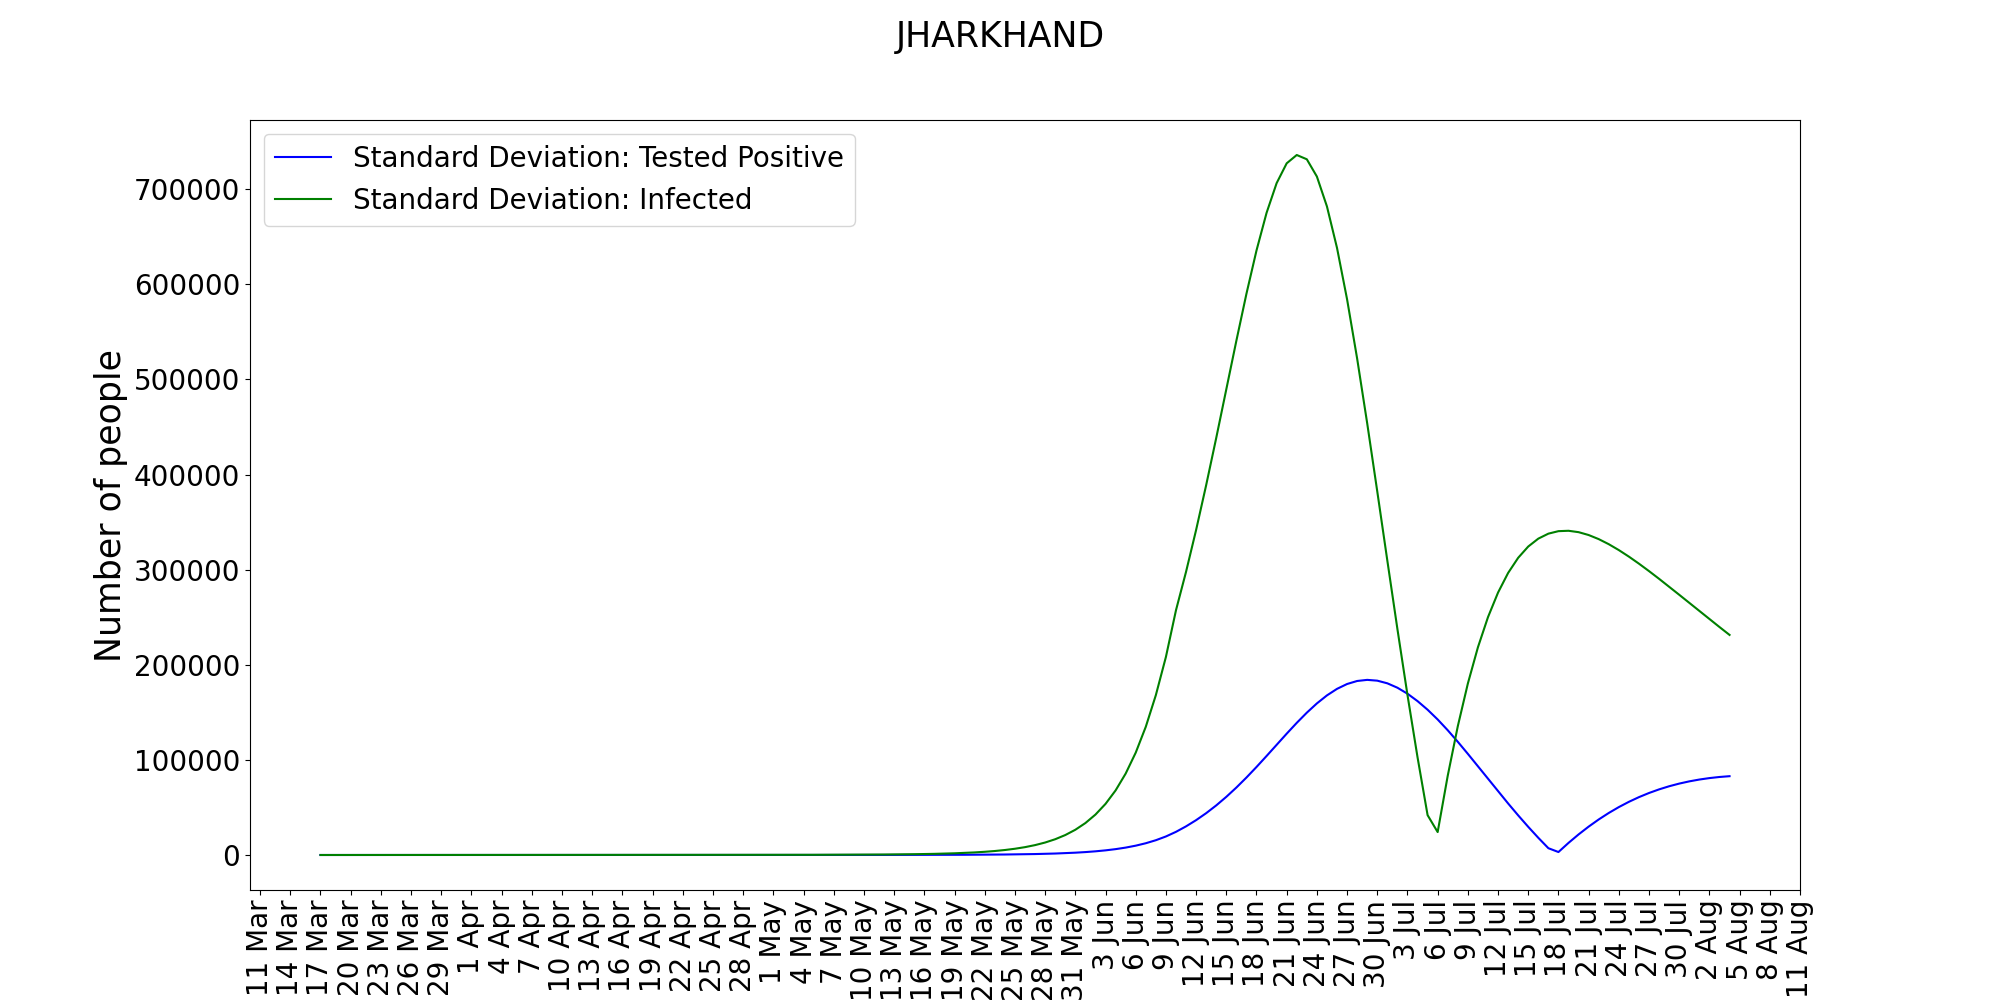 JHARKHAND
Standard Deviation: Tested Positive
Standard Deviation: Infected
Number of people
700000
600000
500000
400000
300000
200000
100000
0
11 Mar
14 Mar
17 Mar
20 Mar
23 Mar
26 Mar
29 Mar
1 Apr
4 Apr
7 Apr
10 Apr
13 Apr
16 Apr
19 Apr
22 Apr
25 Apr
28 Apr
1 May
4 May
7 May
10 May
13 May
16 May
19 May
22 May
25 May
28 May
31 May
3 Jun
6 Jun
9 Jun
12 Jun
15 Jun
18 Jun
21 Jun
24 Jun
27 Jun
30 Jun
3 Jul
6 Jul
9 Jul
12 Jul
15 Jul
18 Jul
21 Jul
24 Jul
27 Jul
30 Jul
2 Aug
5 Aug
8 Aug
11 Aug